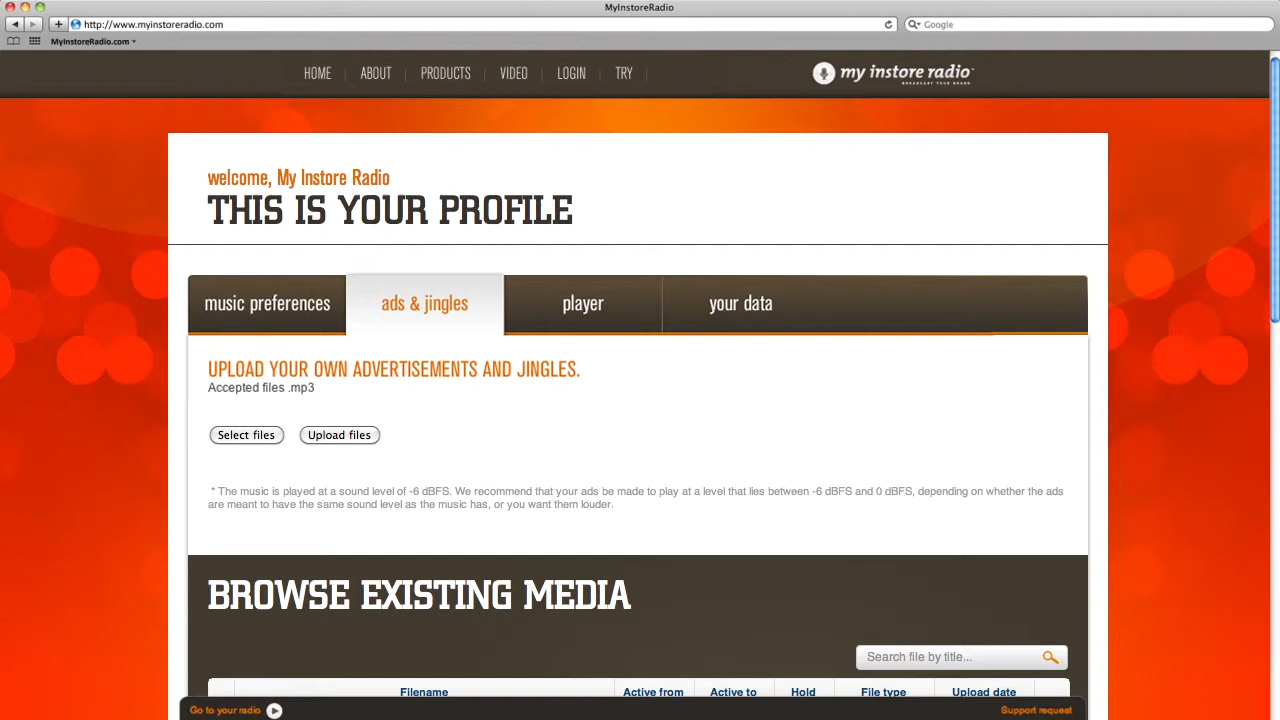 MyInstoreRadio
http://www.myinstoreradio.com
Google
MyInstoreRadio.com
HOME ABOUT PRODUCTS VIDEO LOGIN TRY
my instore radio
BROADCAST YOUR BRAND
welcome, My Instore Radio
THIS IS YOUR PROFILE
music preferences ads & jingles player your data
UPLOAD YOUR OWN ADVERTISEMENTS AND JINGLES.
Accepted files .mp3
Select files Upload files
* The music is played at a sound level of -6 dBFS. We recommend that your ads be made to play at a level that lies between -6 dBFS and 0 dBFS, depending on whether the ads
are meant to have the same sound level as the music has, or you want them louder.
BROWSE EXISTING MEDIA
Search file by title...
Filename Active from Active to Hold File type Upload date
Go to your radio Support request